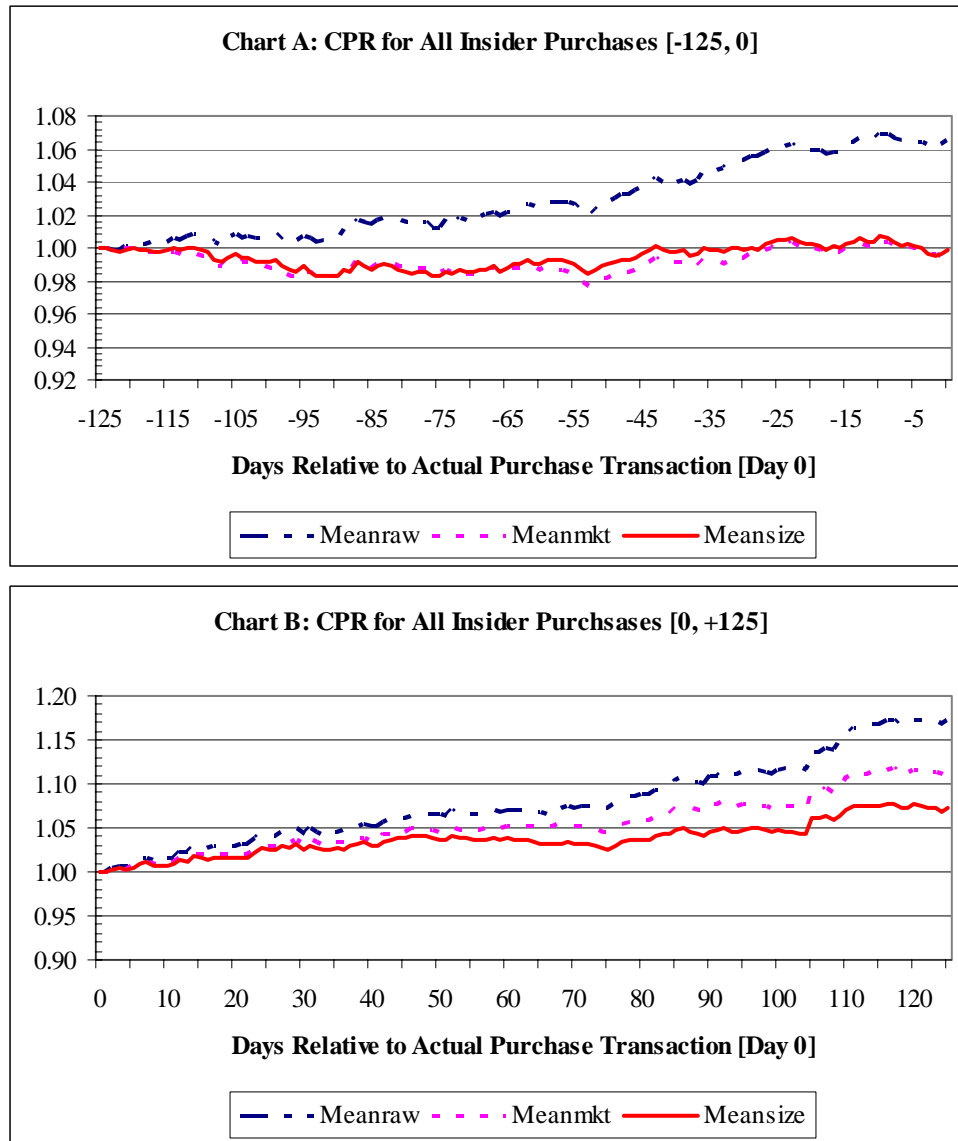 Chart A: CPR for All Insider Purchases [-125, 0]
1.08
1.06
1.04
1.02
1.00
0.98
0.96
0.94
0.92
-125 -115 -105 -95 -85 -75 -65 -55 -45 -35 -25 -15 -5
Days Relative to Actual Purchase Transaction [Day 0]
Meanraw Meanmkt Meansize
Chart B: CPR for All Insider Purchsases [0, +125]
1.20
1.15
1.10
1.05
1.00
0.95
0.90
0 10 20 30 40 50 60 70 80 90 100 110 120
Days Relative to Actual Purchase Transaction [Day 0]
Meanraw Meanmkt Meansize